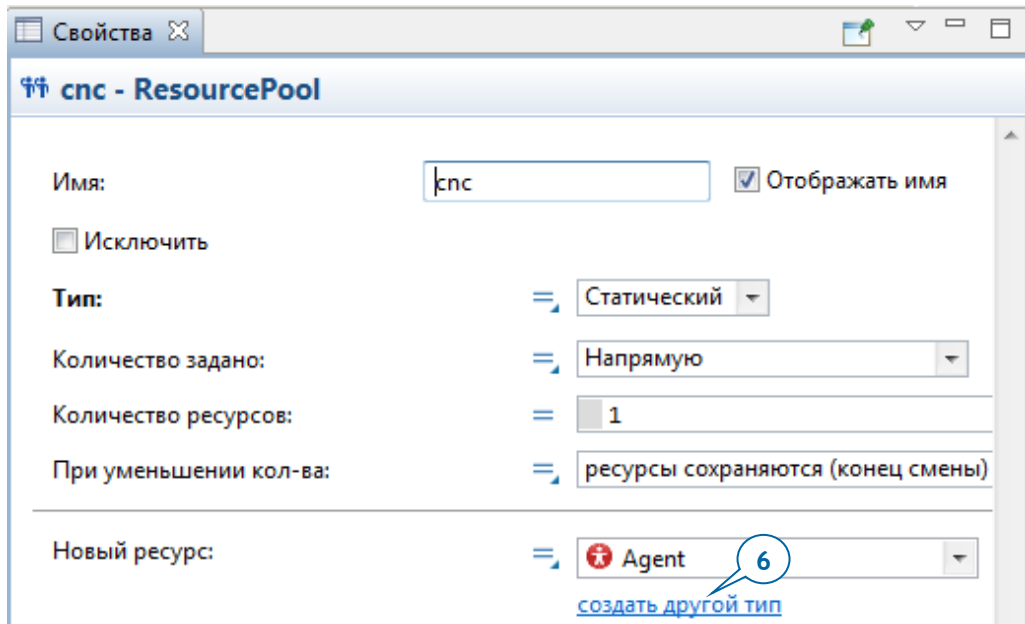 Свойства
cnc - ResourcePool
Имя: cnc Отображать имя
Исключить
Тип: Статический
Количество задано: Напрямую
Количество ресурсов: 1
При уменьшении кол-ва: ресурсы сохраняются (конец смены)
Новый ресурс: Agent 6
создать другой тип